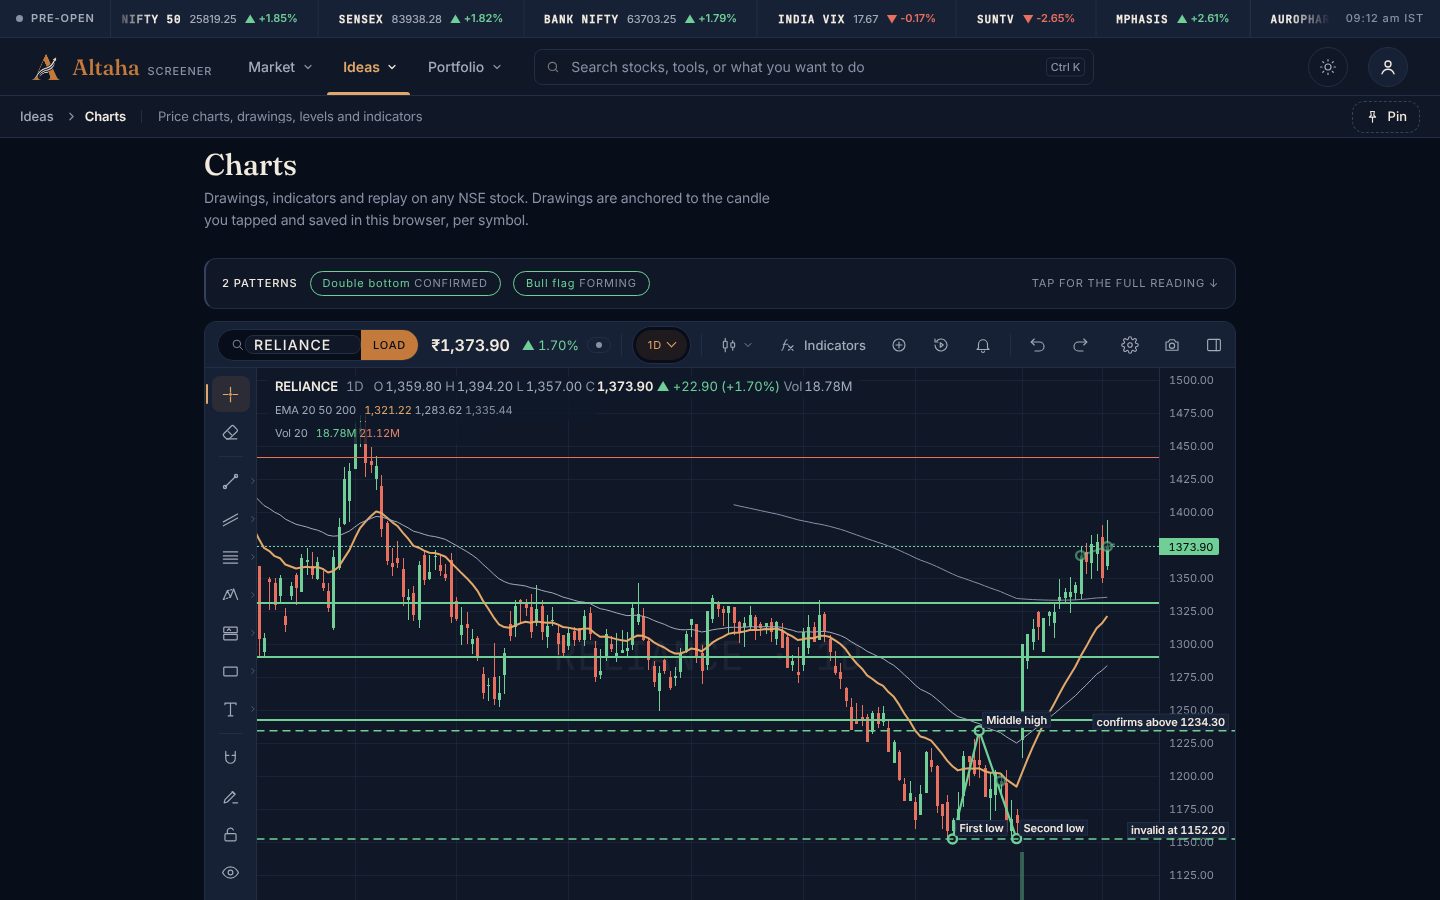 PRE-OPEN NIFTY 50 25819.25 ▲ +1.85% SENSEX 83938.28 ▲ +1.82% BANK NIFTY 63703.25 ▲ +1.79% INDIA VIX 17.67 ▼ -0.17% SUNTV ▼ -2.65% MPHASIS ▲ +2.61% AUROPHAR 09:12 am IST
Altaha SCREENER Market Ideas Portfolio Search stocks, tools, or what you want to do Ctrl K
Ideas > Charts Price charts, drawings, levels and indicators Pin
Charts
Drawings, indicators and replay on any NSE stock. Drawings are anchored to the candle
you tapped and saved in this browser, per symbol.
2 PATTERNS Double bottom CONFIRMED Bull flag FORMING TAP FOR THE FULL READING ↓
RELIANCE LOAD ₹1,373.90 ▲ 1.70% 1D Indicators
RELIANCE 1D O 1,359.80 H 1,394.20 L 1,357.00 C 1,373.90 ▲ +22.90 (+1.70%) Vol 18.78M
EMA 20 50 200 1,321.22 1,283.62 1,335.44
Vol 20 18.78M 21.12M
1500.00
1475.00
1450.00
1425.00
1400.00
1373.90
1350.00
1325.00
1300.00
RELIANCE · 1D
1275.00
1250.00
Middle high confirms above 1234.30
1225.00
1200.00
1175.00
First low Second low invalid at 1152.20
1150.00
1125.00